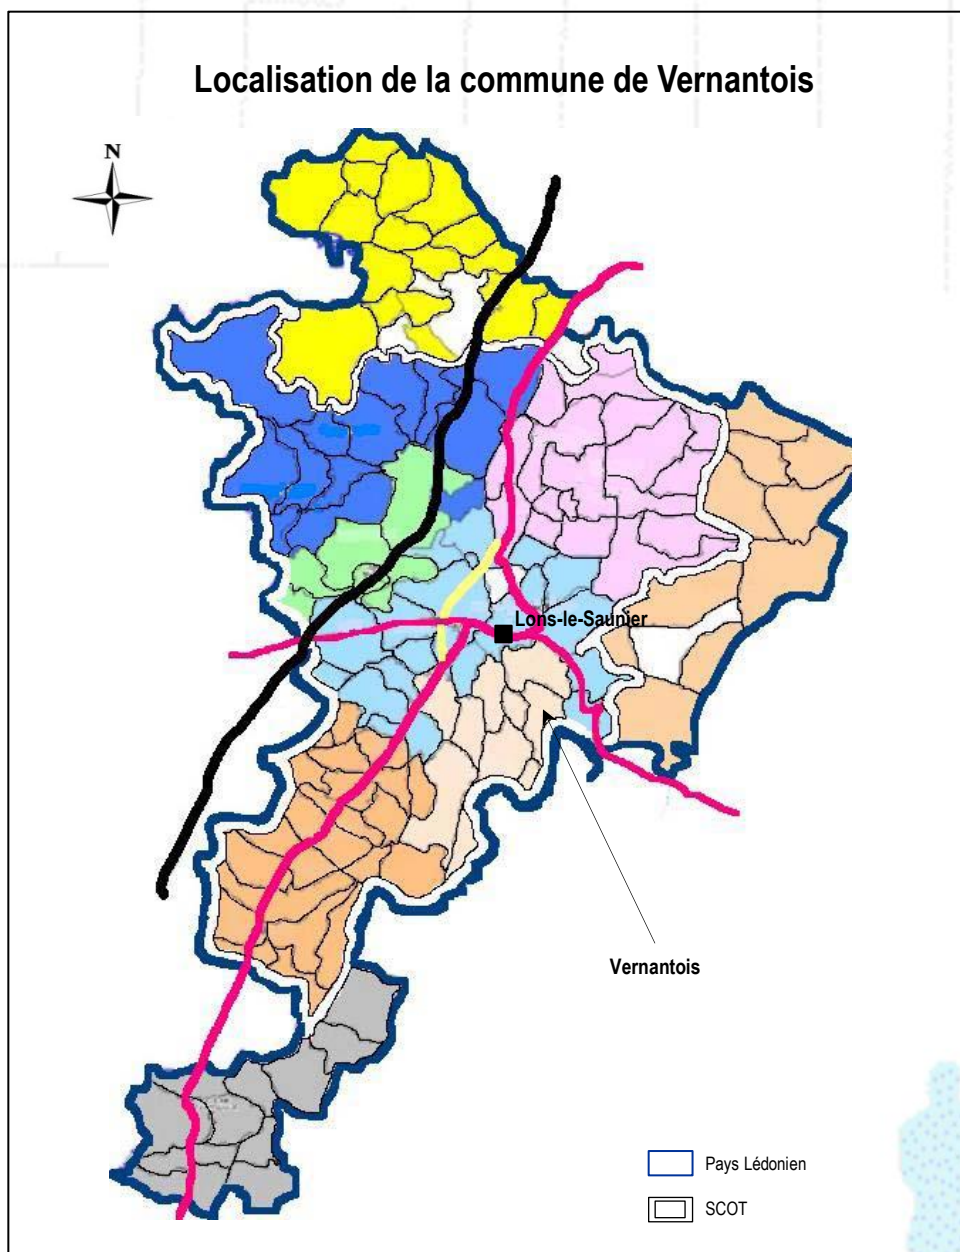 Localisation de la commune de Vernantois
N
Lons-le-Saunier
Vernantois
Pays Lédonien
SCOT